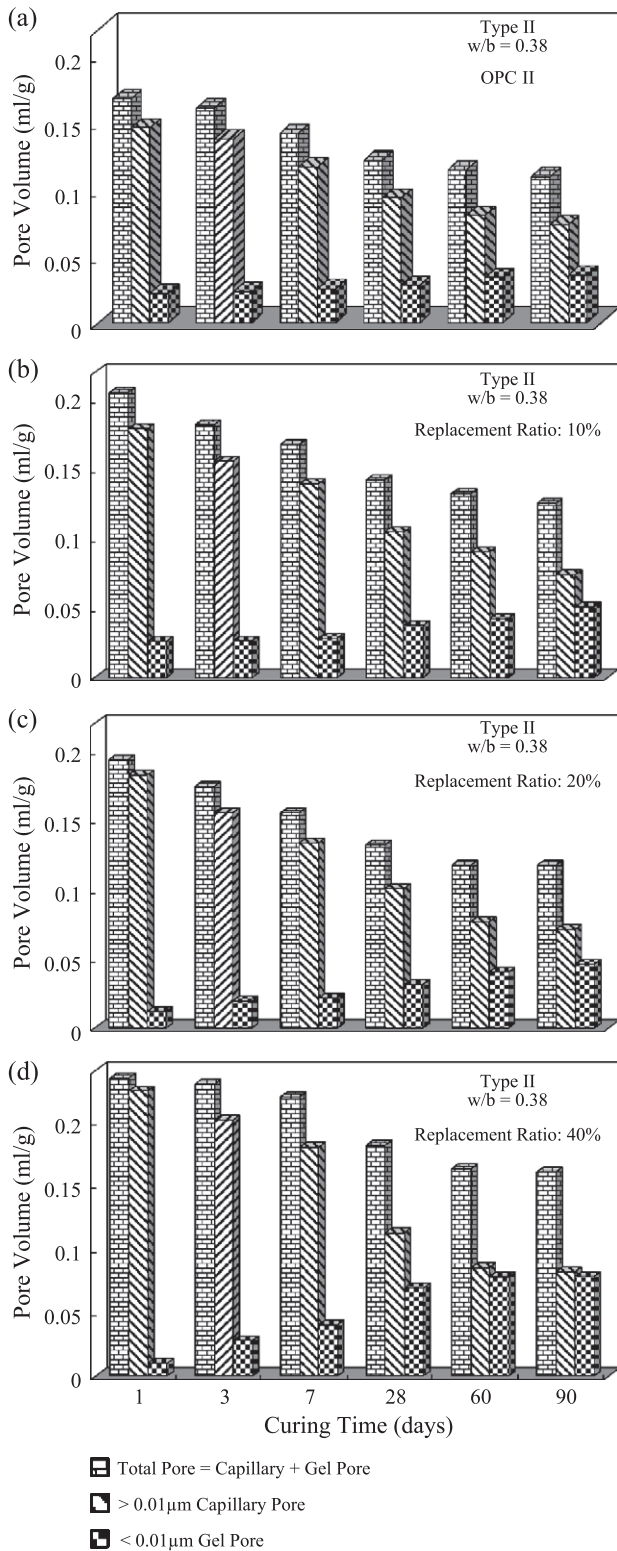 (a)
Type II
w/b = 0.38
OPC II
Pore Volume (ml/g)
0.2
0.15
0.1
0.05
0
(b)
Type II
w/b = 0.38
Replacement Ratio: 10%
Pore Volume (ml/g)
0.2
0.15
0.1
0.05
0
(c)
Type II
w/b = 0.38
Replacement Ratio: 20%
Pore Volume (ml/g)
0.2
0.15
0.1
0.05
0
(d)
Type II
w/b = 0.38
Replacement Ratio: 40%
Pore Volume (ml/g)
0.2
0.15
0.1
0.05
0
1 3 7 28 60 90
Curing Time (days)
Total Pore = Capillary + Gel Pore
> 0.01µm Capillary Pore
< 0.01µm Gel Pore